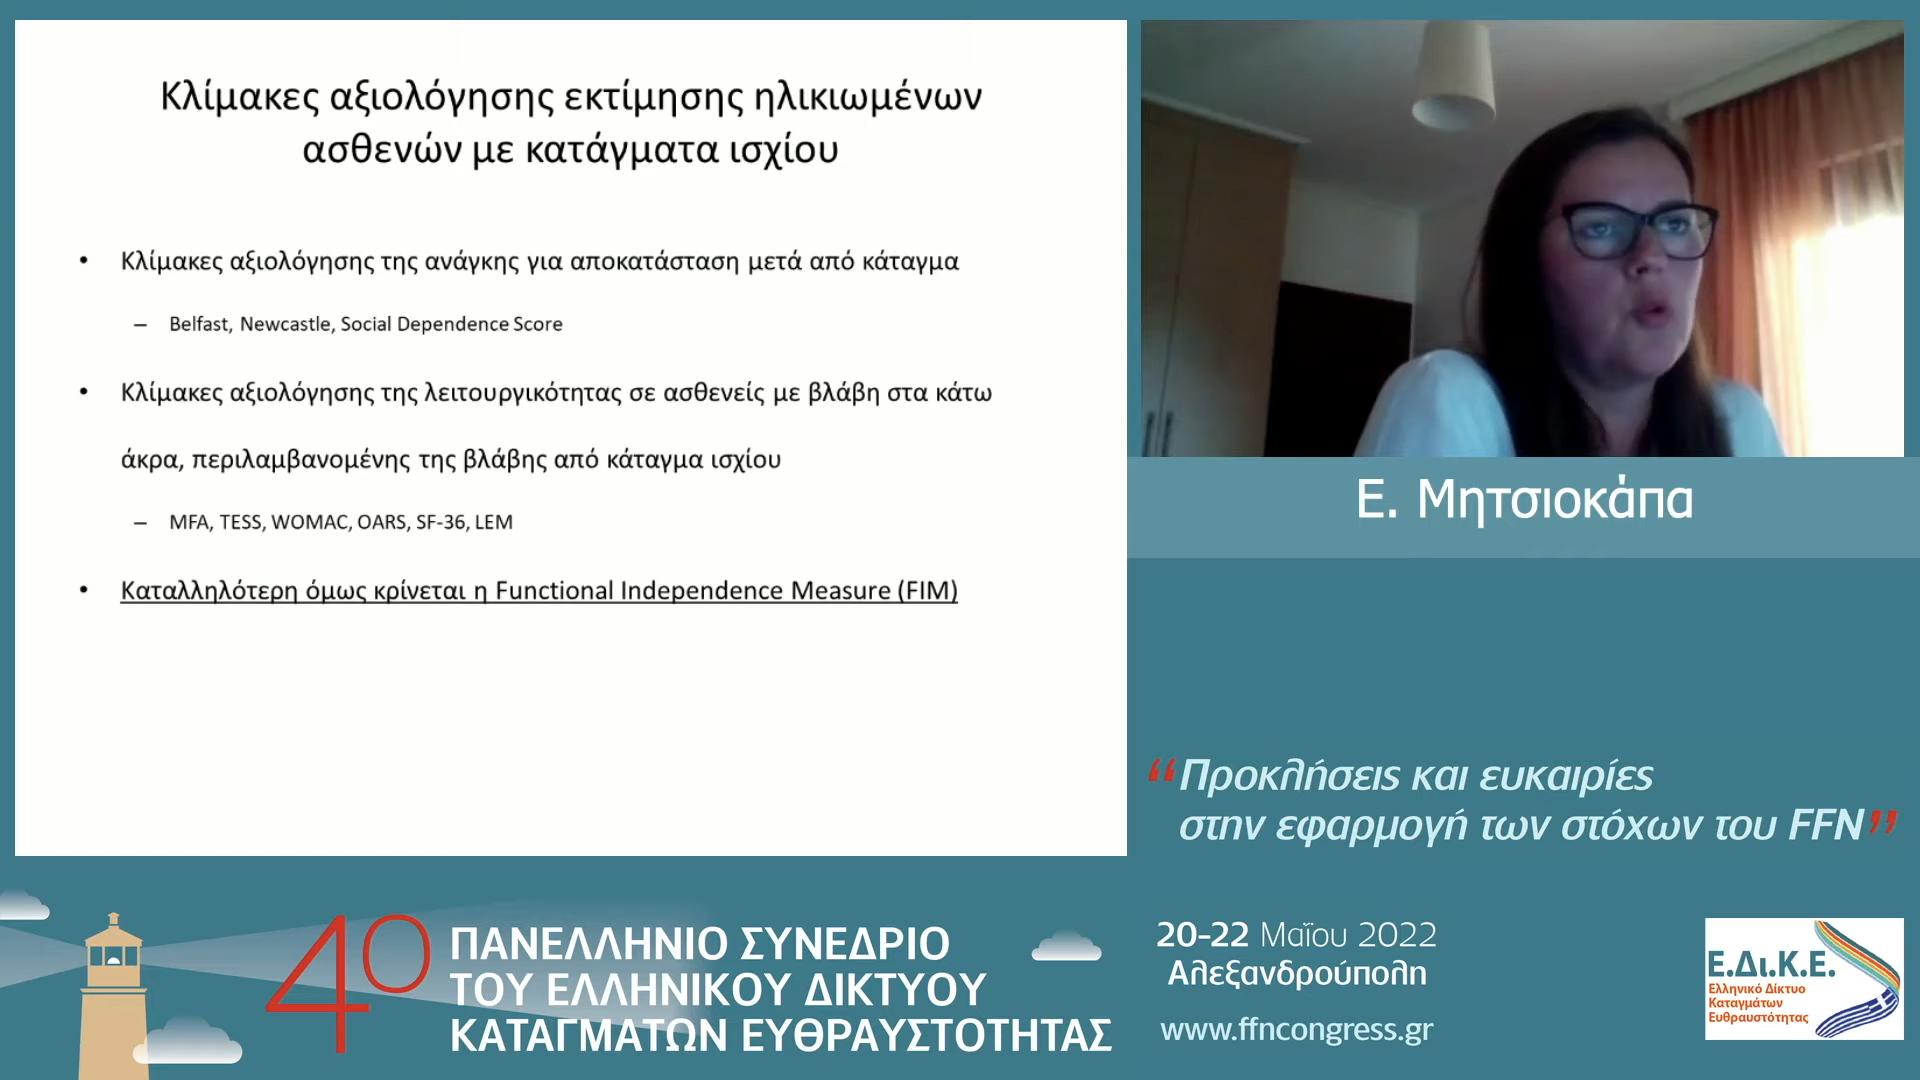 Κλίμακες αξιολόγησης εκτίμησης ηλικιωμένων
ασθενών με κατάγματα ισχίου
• Κλίμακες αξιολόγησης της ανάγκης για αποκατάσταση μετά από κάταγμα
– Belfast, Newcastle, Social Dependence Score
• Κλίμακες αξιολόγησης της λειτουργικότητας σε ασθενείς με βλάβη στα κάτω
άκρα, περιλαμβανομένης της βλάβης από κάταγμα ισχίου
– MFA, TESS, WOMAC, OARS, SF-36, LEM
• Καταλληλότερη όμως κρίνεται η Functional Independence Measure (FIM)
Ε. Μητσιοκάπα
“Προκλήσεις και ευκαιρίες
στην εφαρμογή των στόχων του FFN”
4ο
ΠΑΝΕΛΛΗΝΙΟ ΣΥΝΕΔΡΙΟ
ΤΟΥ ΕΛΛΗΝΙΚΟΥ ΔΙΚΤΥΟΥ
ΚΑΤΑΓΜΑΤΩΝ ΕΥΘΡΑΥΣΤΟΤΗΤΑΣ
20-22 Μαΐου 2022
Αλεξανδρούπολη
www.ffncongress.gr
Ε.Δι.Κ.Ε.
Ελληνικό Δίκτυο
Καταγμάτων
Ευθραυστότητας